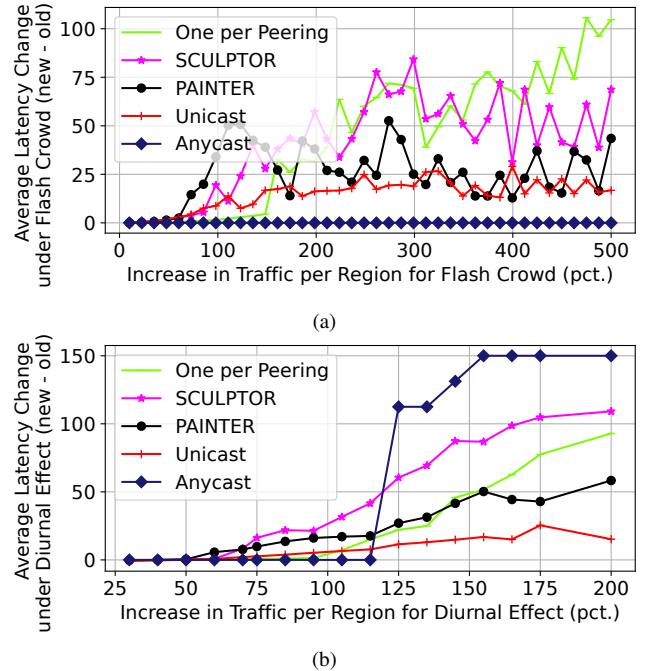 Average Latency Change
under Flash Crowd (new - old)
100
75
50
25
0
One per Peering
SCULPTOR
PAINTER
Unicast
Anycast
0 100 200 300 400 500
Increase in Traffic per Region for Flash Crowd (pct.)
(a)
Average Latency Change
under Diurnal Effect (new - old)
150
100
50
0
One per Peering
SCULPTOR
PAINTER
Unicast
Anycast
25 50 75 100 125 150 175 200
Increase in Traffic per Region for Diurnal Effect (pct.)
(b)